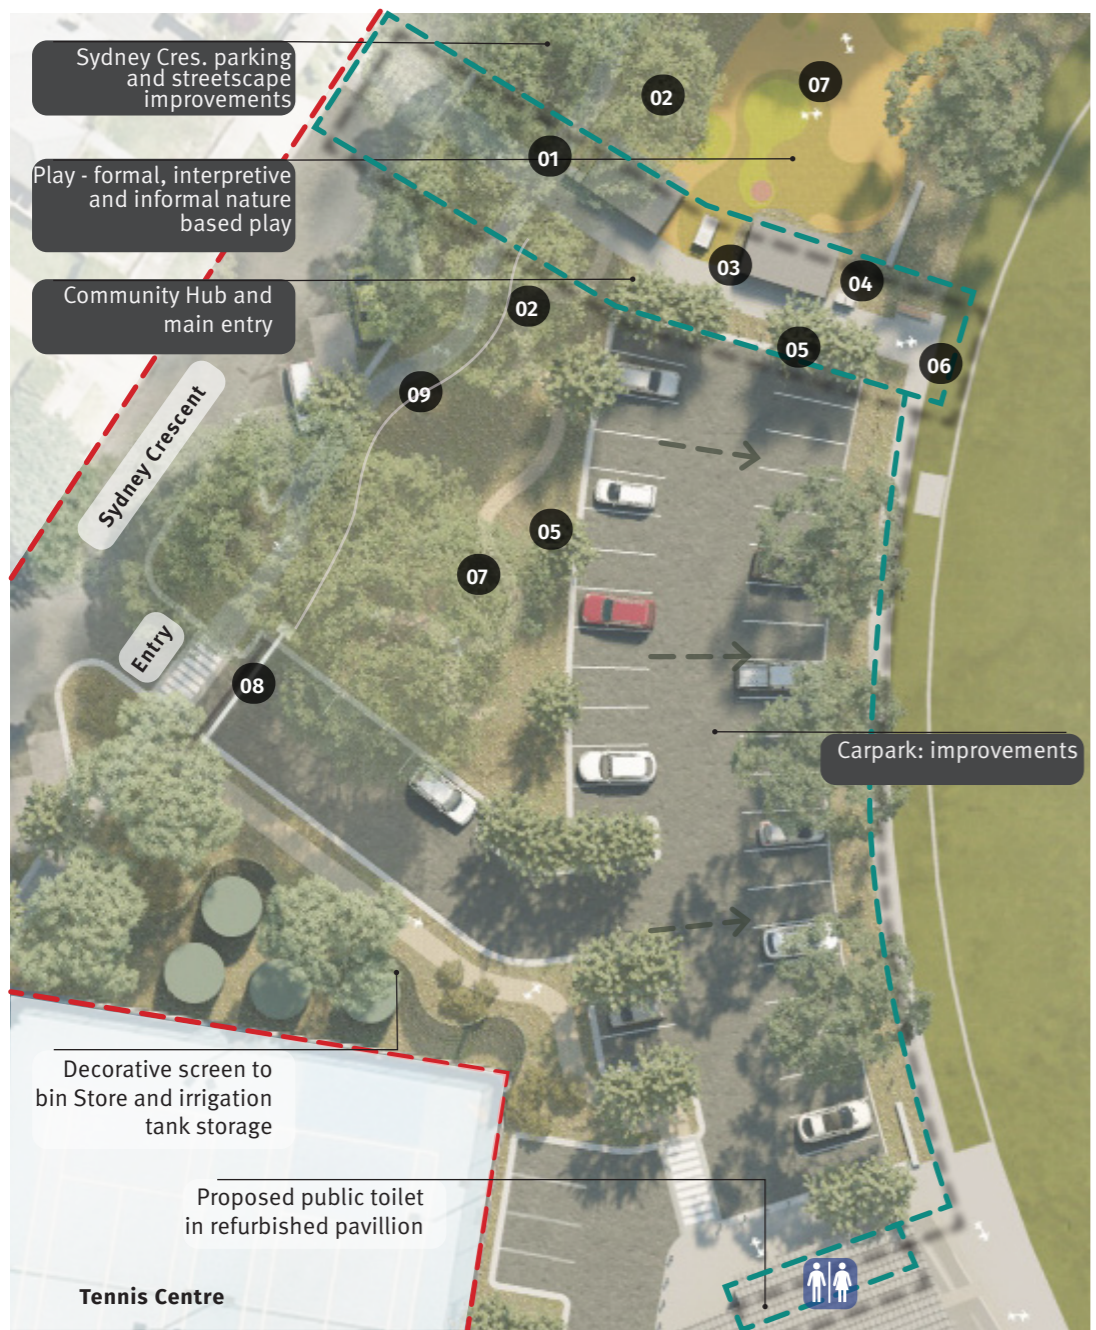 Sydney Cres. parking
and streetscape
improvements
02
07
01
Play - formal, interpretive
and informal nature
based play
03
04
Community Hub and
main entry
02
05
06
09
Sydney Crescent
05
07
Entry
08
Carpark: improvements
Decorative screen to
bin Store and irrigation
tank storage
Proposed public toilet
in refurbished pavillion
Tennis Centre